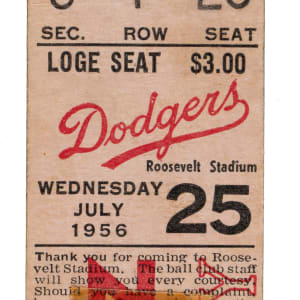 SEC. ROW SEAT
LOGE SEAT $3.00
Dodgers
Roosevelt Stadium
WEDNESDAY
JULY 25
1956
Thank you for coming to Roose-
velt Stadium. The ball club staff
will show you every courtesy.
Should you have a complaint,